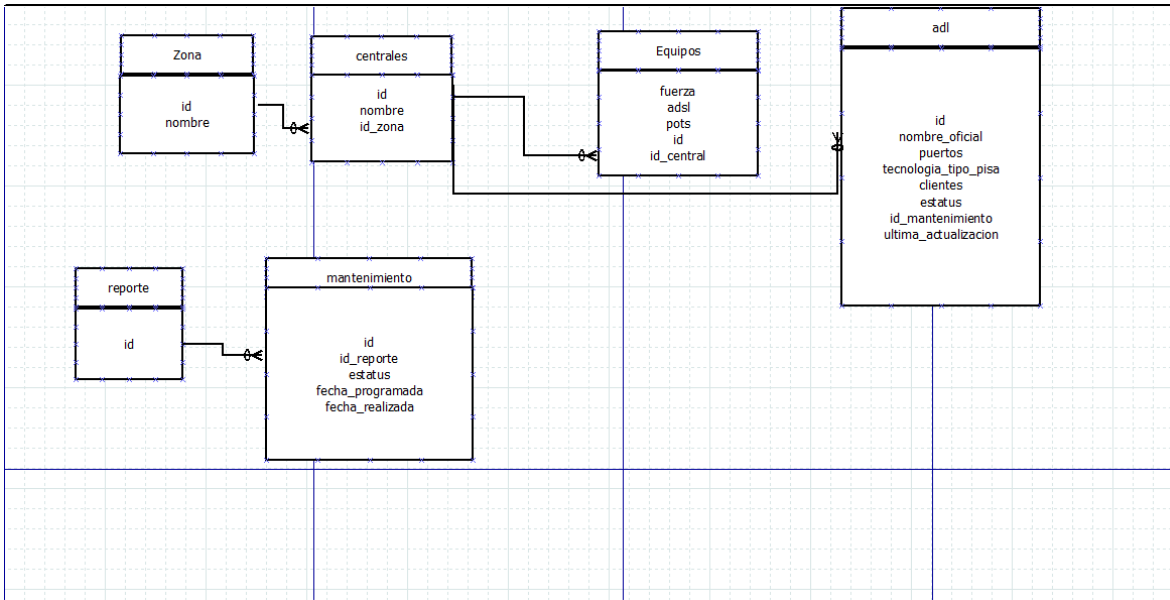 Zona
id
nombre
centrales
id
nombre
id_zona
Equipos
fuerza
adsl
pots
id
id_central
adl
id
nombre_oficial
puertos
tecnologia_tipo_pisa
clientes
estatus
id_mantenimiento
ultima_actualizacion
reporte
id
mantenimiento
id
id_reporte
estatus
fecha_programada
fecha_realizada